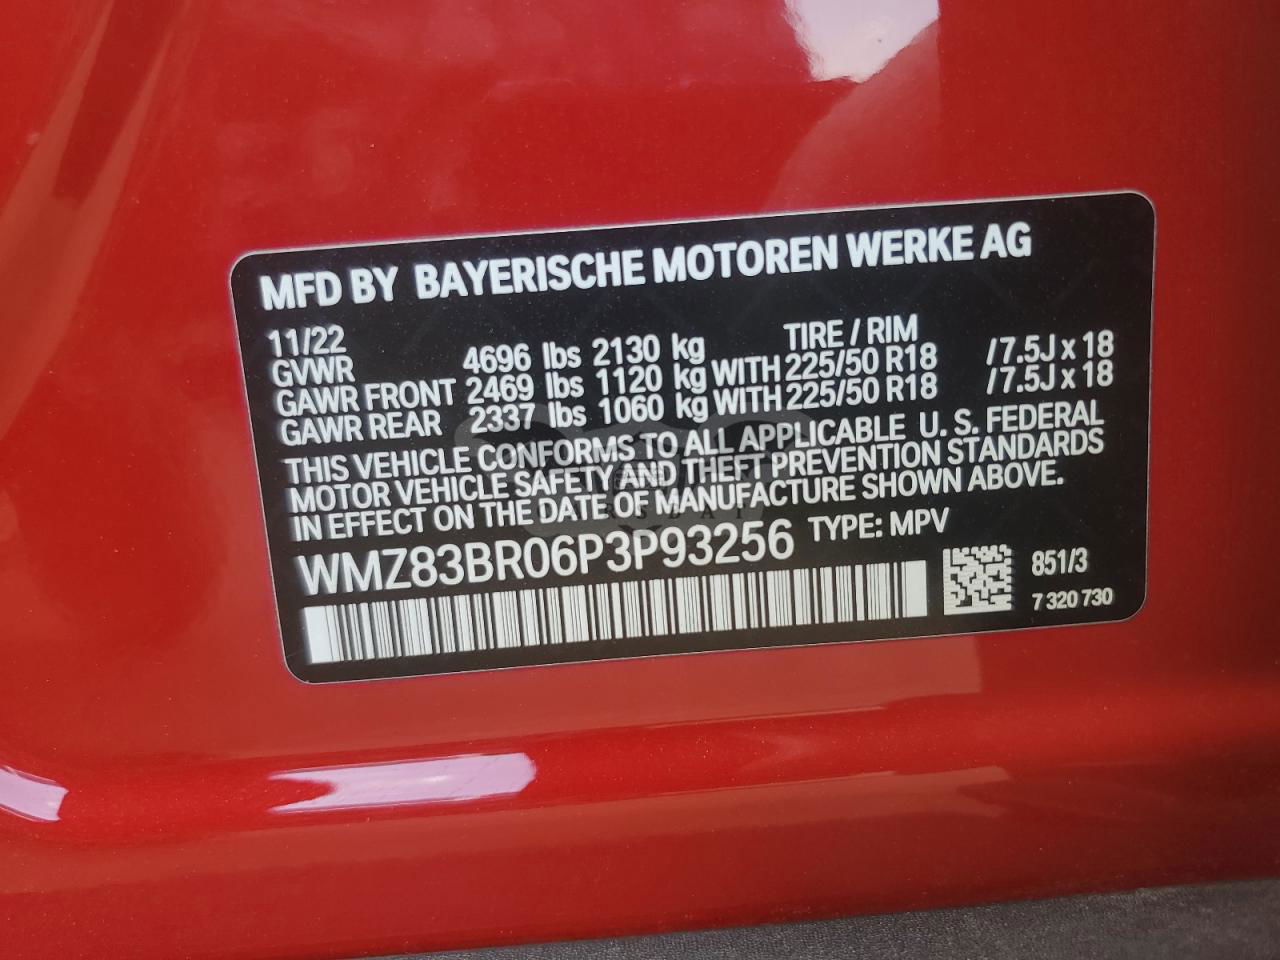 MFD BY BAYERISCHE MOTOREN WERKE AG
11/22 TIRE / RIM
GVWR 4696 lbs 2130 kg
GAWR FRONT 2469 lbs 1120 kg WITH 225/50 R18 /7.5J x 18
GAWR REAR 2337 lbs 1060 kg WITH 225/50 R18 /7.5J x 18
THIS VEHICLE CONFORMS TO ALL APPLICABLE U. S. FEDERAL
MOTOR VEHICLE SAFETY AND THEFT PREVENTION STANDARDS
IN EFFECT ON THE DATE OF MANUFACTURE SHOWN ABOVE.
WMZ83BR06P3P93256 TYPE: MPV
851/3
7 320 730